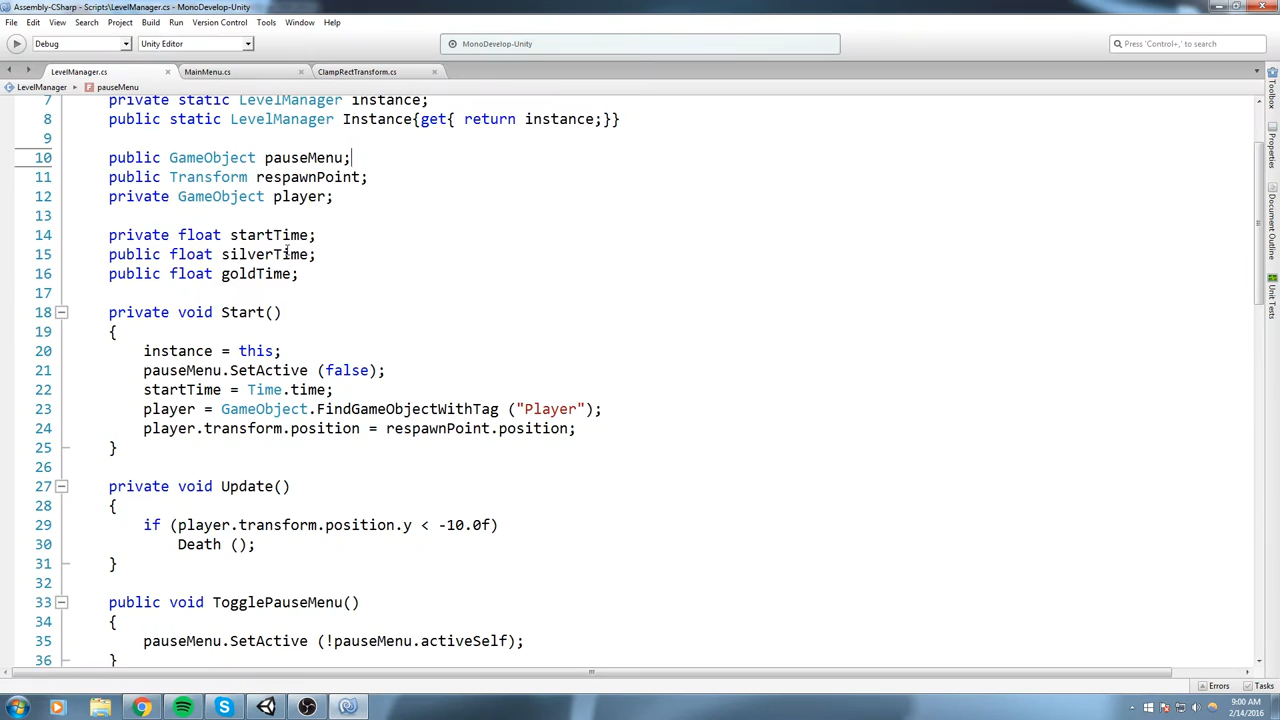 Assembly-CSharp - Scripts\LevelManager.cs - MonoDevelop-Unity
File Edit View Search Project Build Run Version Control Tools Window Help
Debug Unity Editor MonoDevelop-Unity Press 'Control+,' to search
LevelManager.cs MainMenu.cs ClampRectTransform.cs
LevelManager pauseMenu
7 private static LevelManager instance;
8 public static LevelManager Instance{get{ return instance;}}
9
10 public GameObject pauseMenu;
11 public Transform respawnPoint;
12 private GameObject player;
13
14 private float startTime;
15 public float silverTime;
16 public float goldTime;
17
18 private void Start()
19 {
20 instance = this;
21 pauseMenu.SetActive (false);
22 startTime = Time.time;
23 player = GameObject.FindGameObjectWithTag ("Player");
24 player.transform.position = respawnPoint.position;
25 }
26
27 private void Update()
28 {
29 if (player.transform.position.y < -10.0f)
30 Death ();
31 }
32
33 public void TogglePauseMenu()
34 {
35 pauseMenu.SetActive (!pauseMenu.activeSelf);
36 }
Toolbox
Properties
Document Outline
Unit Tests
Errors Tasks
9:00 AM
2/14/2016